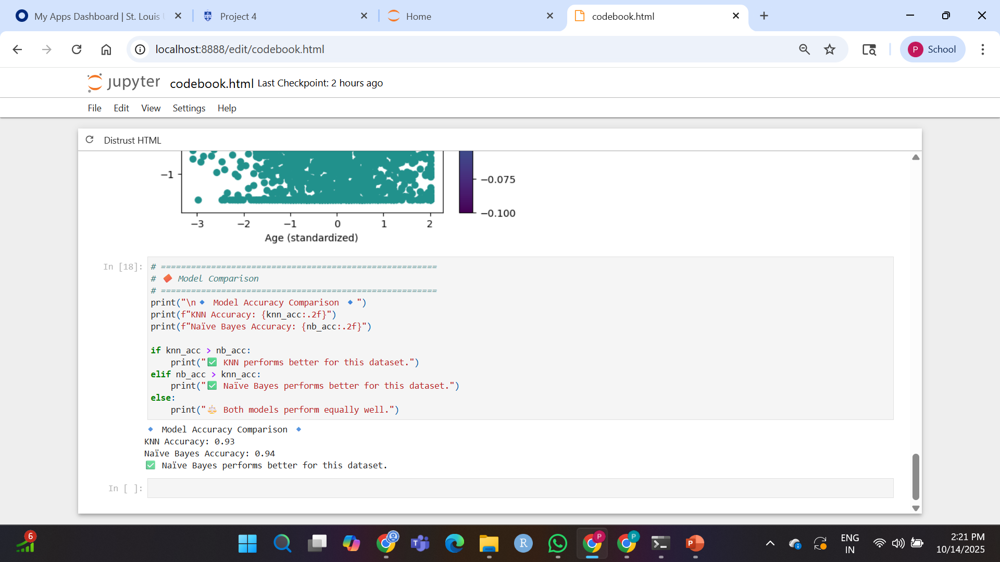 My Apps Dashboard | St. Louis
Project 4
Home
codebook.html
localhost:8888/edit/codebook.html
P School
jupyter codebook.html Last Checkpoint: 2 hours ago
File Edit View Settings Help
Distrust HTML
−1
−0.075
−0.100
−3 −2 −1 0 1 2
Age (standardized)
In [18]:
# =======================================================
# 🔶 Model Comparison
# =======================================================
print("\n🔹 Model Accuracy Comparison 🔹")
print(f"KNN Accuracy: {knn_acc:.2f}")
print(f"Naïve Bayes Accuracy: {nb_acc:.2f}")
if knn_acc > nb_acc:
    print("✅ KNN performs better for this dataset.")
elif nb_acc > knn_acc:
    print("✅ Naïve Bayes performs better for this dataset.")
else:
    print("⚖️ Both models perform equally well.")
🔹 Model Accuracy Comparison 🔹
KNN Accuracy: 0.93
Naïve Bayes Accuracy: 0.94
✅ Naïve Bayes performs better for this dataset.
In [ ]:
6
ENG
IN
2:21 PM
10/14/2025